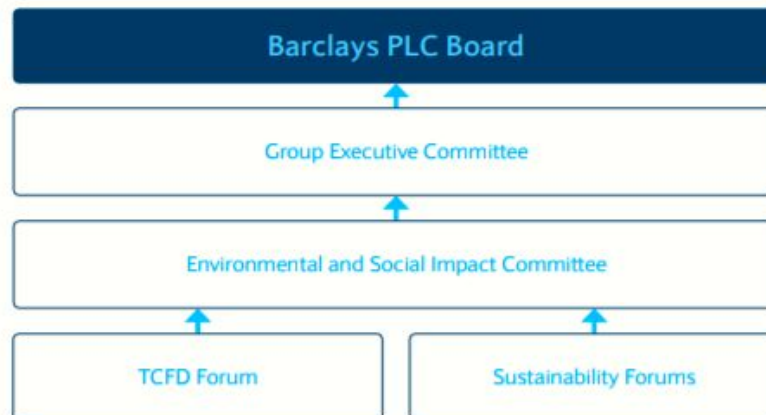 Barclays PLC Board
Group Executive Committee
Environmental and Social Impact Committee
TCFD Forum
Sustainability Forums